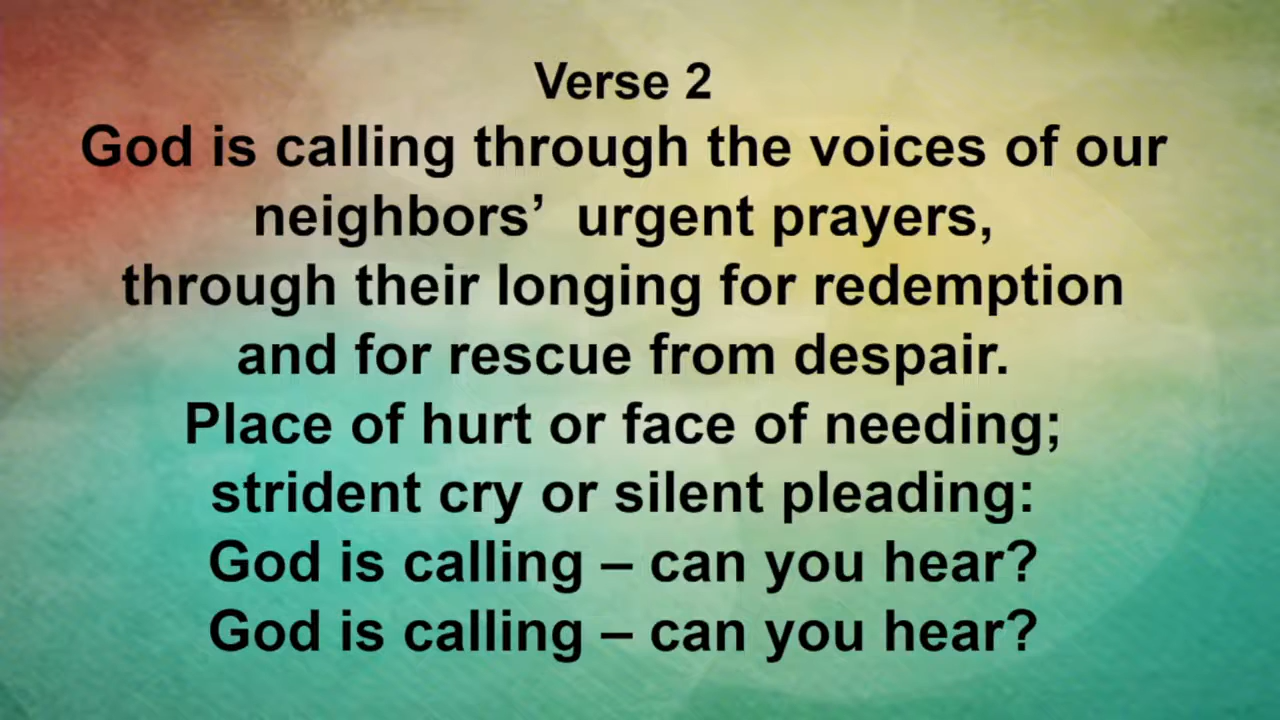 Verse 2
God is calling through the voices of our
neighbors’  urgent prayers,
through their longing for redemption
and for rescue from despair.
Place of hurt or face of needing;
strident cry or silent pleading:
God is calling – can you hear?
God is calling – can you hear?